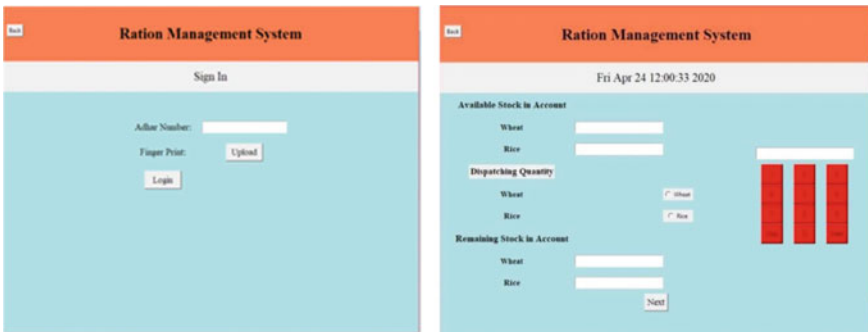 Back
Ration Management System
Sign In
Adhar Number:
Finger Print: Upload
Login
Back
Ration Management System
Fri Apr 24 12:00:33 2020
Available Stock in Account
Wheat
Rice
Dispatching Quantity
Wheat Wheat
Rice Rice
Remaining Stock in Account
Wheat
Rice
Next